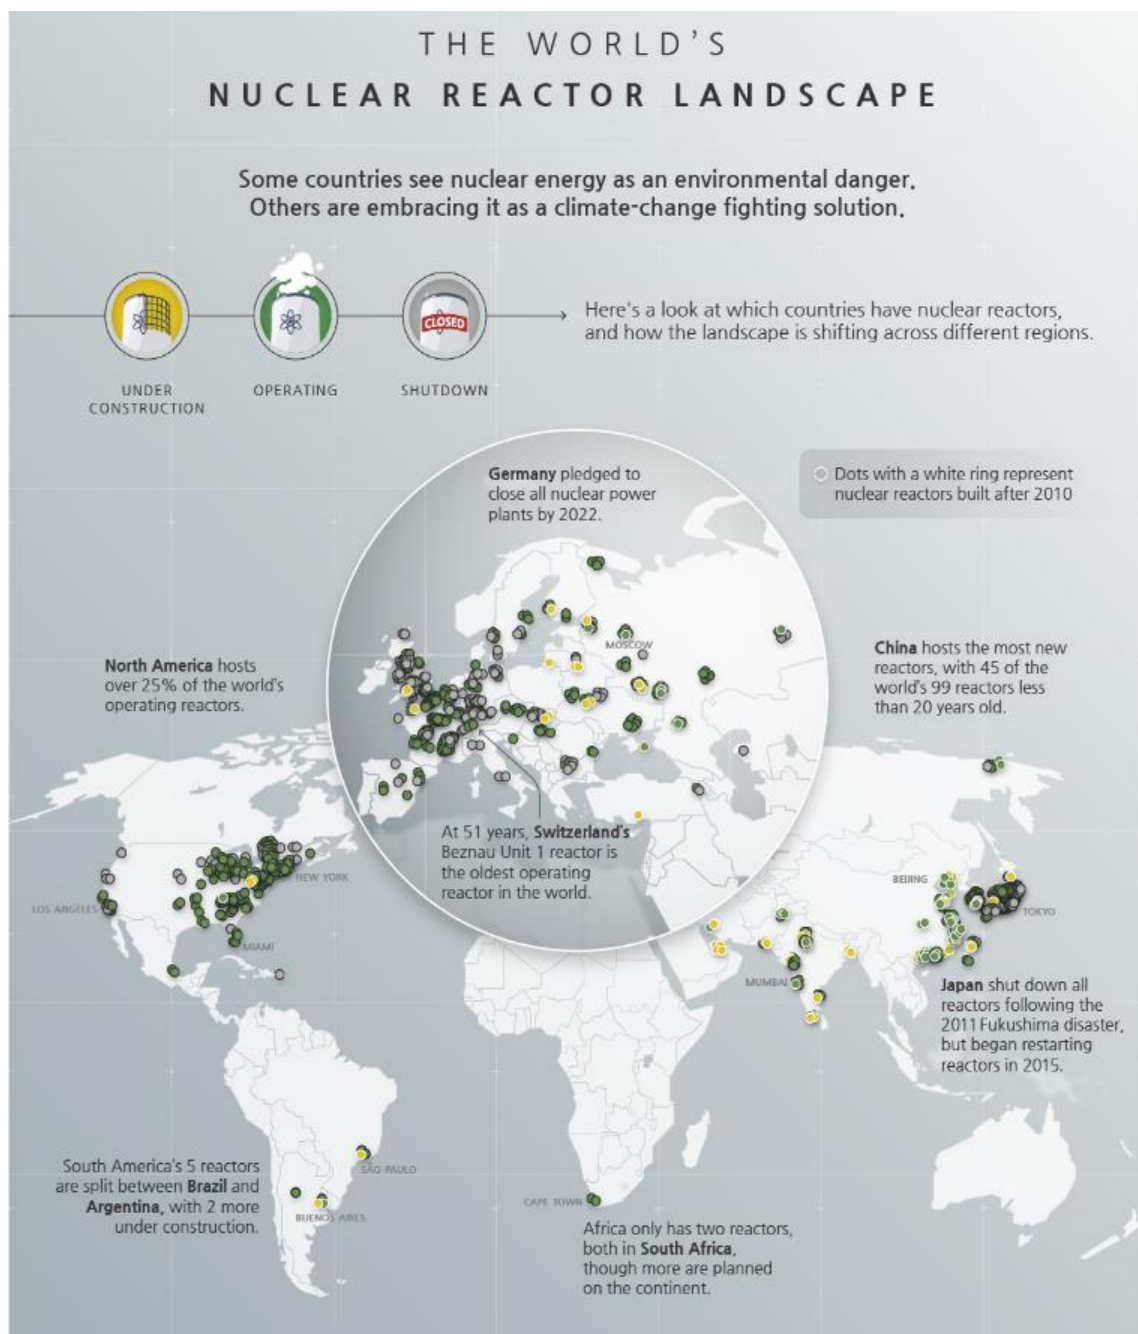 THE WORLD'S
NUCLEAR REACTOR LANDSCAPE
Some countries see nuclear energy as an environmental danger.
Others are embracing it as a climate-change fighting solution.
CLOSED
UNDER
CONSTRUCTION
OPERATING
SHUTDOWN
Here's a look at which countries have nuclear reactors,
and how the landscape is shifting across different regions.
Germany pledged to
close all nuclear power
plants by 2022.
Dots with a white ring represent
nuclear reactors built after 2010
MOSCOW
North America hosts
over 25% of the world's
operating reactors.
China hosts the most new
reactors, with 45 of the
world's 99 reactors less
than 20 years old.
At 51 years, Switzerland's
Beznau Unit 1 reactor is
the oldest operating
reactor in the world.
NEW YORK
LOS ANGELES
MIAMI
BEIJING
TOKYO
MUMBAI
Japan shut down all
reactors following the
2011 Fukushima disaster,
but began restarting
reactors in 2015.
South America's 5 reactors
are split between Brazil and
Argentina, with 2 more
under construction.
SÃO PAULO
BUENOS AIRES
CAPE TOWN
Africa only has two reactors,
both in South Africa,
though more are planned
on the continent.